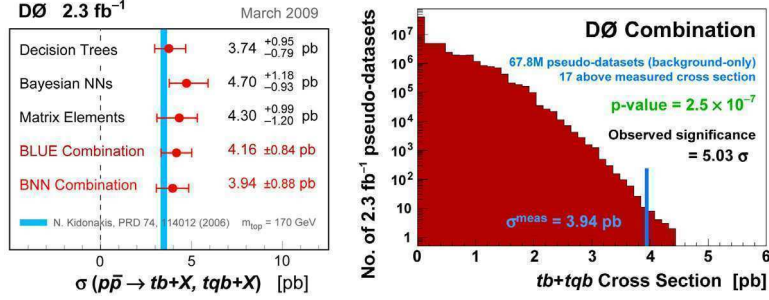 DØ 2.3 fb⁻¹ March 2009
Decision Trees 3.74 +0.95 −0.79 pb
Bayesian NNs 4.70 +1.18 −0.93 pb
Matrix Elements 4.30 +0.99 −1.20 pb
BLUE Combination 4.16 ±0.84 pb
BNN Combination 3.94 ±0.88 pb
N. Kidonakis, PRD 74, 114012 (2006) m_top = 170 GeV
0 5 10
σ (pp̄ → tb+X, tqb+X) [pb]
No. of 2.3 fb⁻¹ pseudo-datasets
10⁷
10⁶
10⁵
10⁴
10³
10²
10
1
DØ Combination
67.8M pseudo-datasets (background-only)
17 above measured cross section
p-value = 2.5 × 10⁻⁷
Observed significance
= 5.03 σ
σ^meas = 3.94 pb
0 1 2 3 4 5 6
tb+tqb Cross Section [pb]